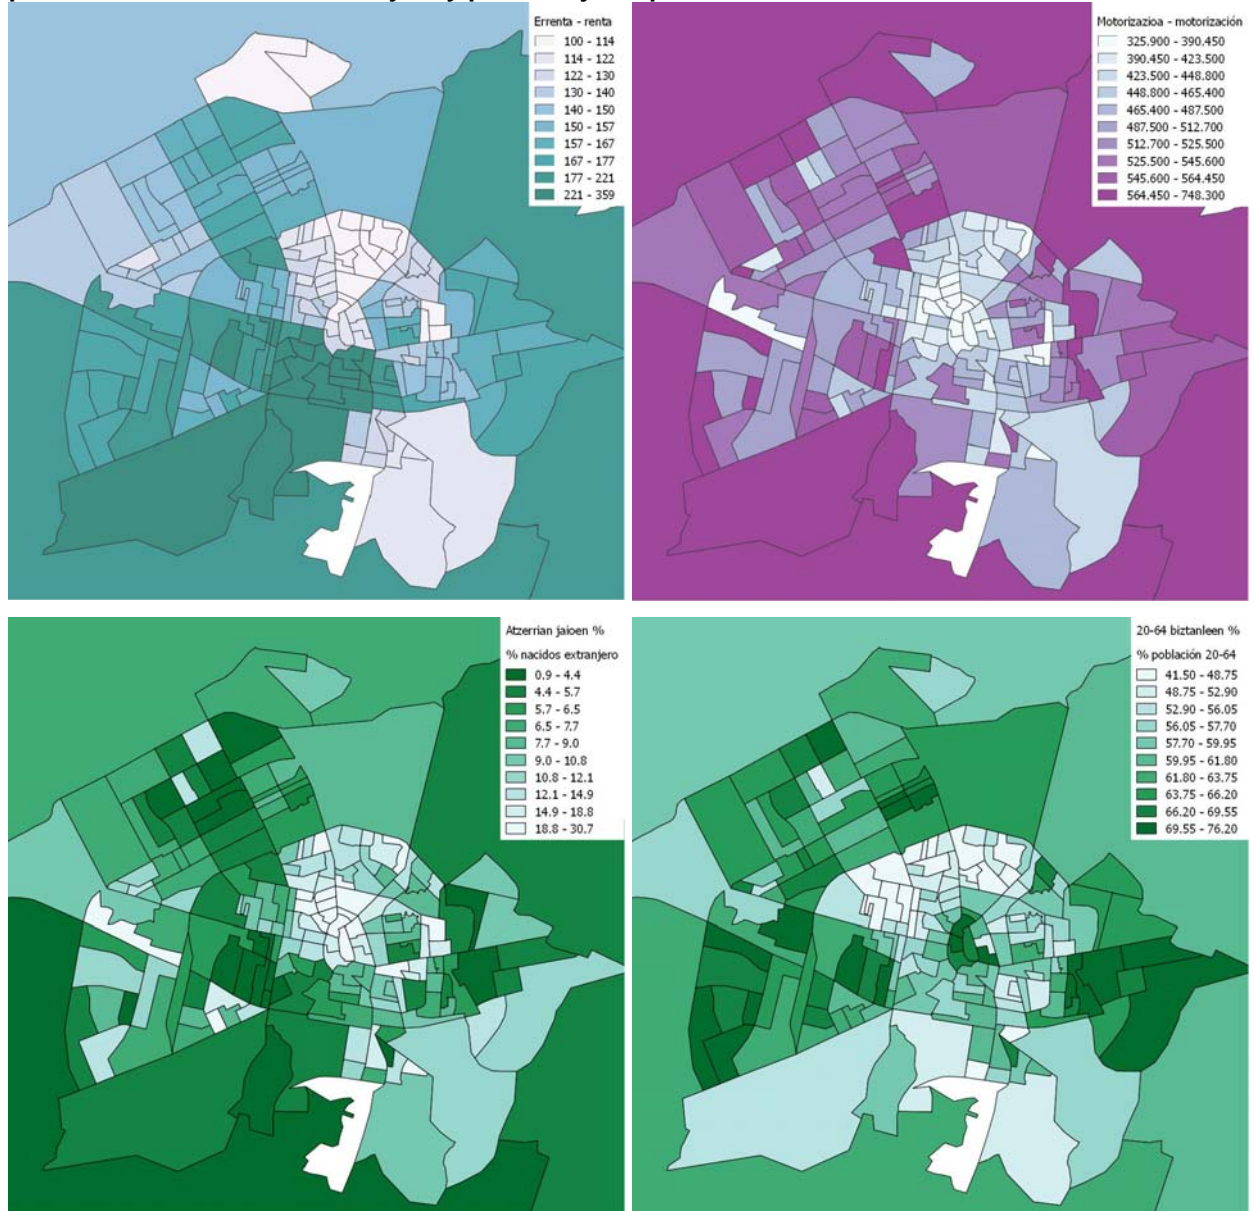 Errenta - renta
100 - 114
114 - 122
122 - 130
130 - 140
140 - 150
150 - 157
157 - 167
167 - 177
177 - 221
221 - 359
Motorizazioa - motorización
325.900 - 390.450
390.450 - 423.500
423.500 - 448.800
448.800 - 465.400
465.400 - 487.500
487.500 - 512.700
512.700 - 525.500
525.500 - 545.600
545.600 - 564.450
564.450 - 748.300
Atzerrian jaioen %
% nacidos extranjero
0.9 - 4.4
4.4 - 5.7
5.7 - 6.5
6.5 - 7.7
7.7 - 9.0
9.0 - 10.8
10.8 - 12.1
12.1 - 14.9
14.9 - 18.8
18.8 - 30.7
20-64 biztanleen %
% población 20-64
41.50 - 48.75
48.75 - 52.90
52.90 - 56.05
56.05 - 57.70
57.70 - 59.95
59.95 - 61.80
61.80 - 63.75
63.75 - 66.20
66.20 - 69.55
69.55 - 76.20